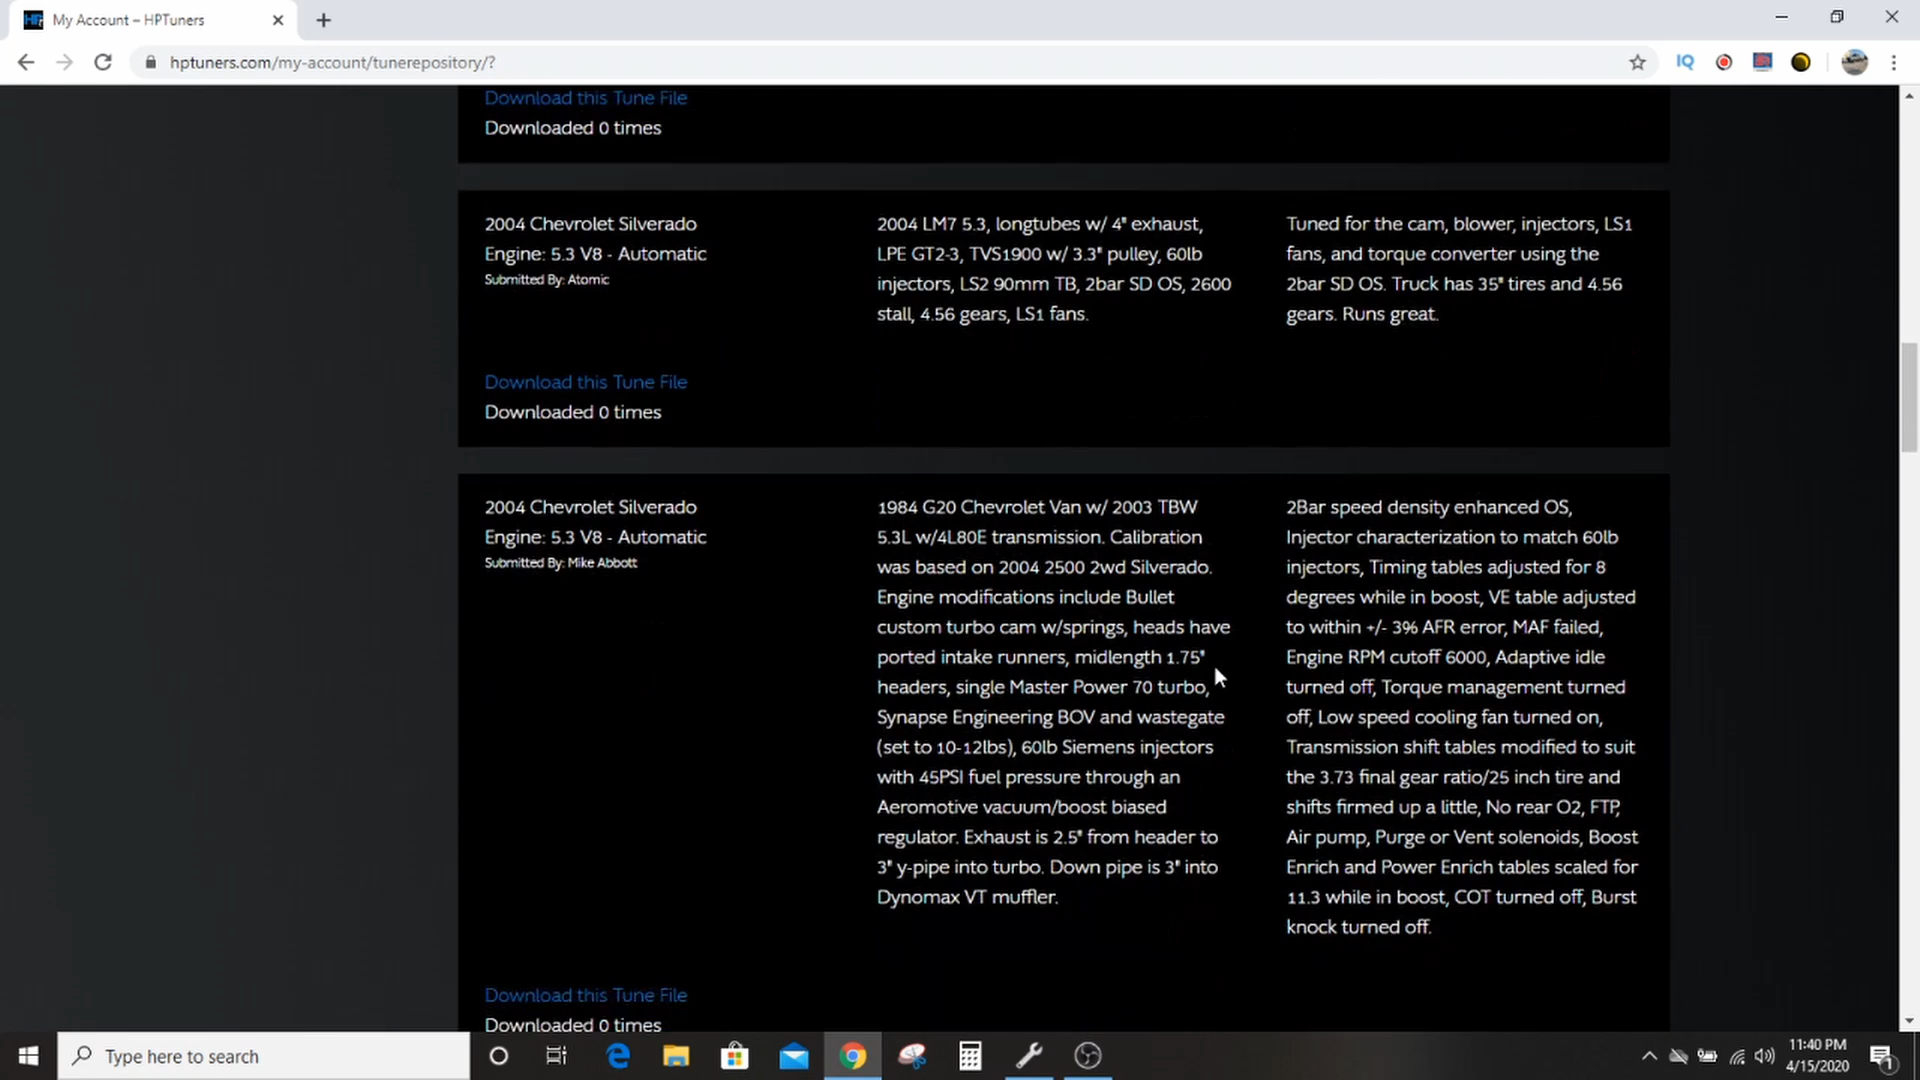 My Account – HPTuners
hptuners.com/my-account/tunerepository/?
IQ
Download this Tune File
Downloaded 0 times
2004 Chevrolet Silverado
Engine: 5.3 V8 - Automatic
Submitted By: Atomic
2004 LM7 5.3, longtubes w/ 4" exhaust,
LPE GT2-3, TVS1900 w/ 3.3" pulley, 60lb
injectors, LS2 90mm TB, 2bar SD OS, 2600
stall, 4.56 gears, LS1 fans.
Tuned for the cam, blower, injectors, LS1
fans, and torque converter using the
2bar SD OS. Truck has 35" tires and 4.56
gears. Runs great.
Download this Tune File
Downloaded 0 times
2004 Chevrolet Silverado
Engine: 5.3 V8 - Automatic
Submitted By: Mike Abbott
1984 G20 Chevrolet Van w/ 2003 TBW
5.3L w/4L80E transmission. Calibration
was based on 2004 2500 2wd Silverado.
Engine modifications include Bullet
custom turbo cam w/springs, heads have
ported intake runners, midlength 1.75"
headers, single Master Power 70 turbo,
Synapse Engineering BOV and wastegate
(set to 10-12lbs), 60lb Siemens injectors
with 45PSI fuel pressure through an
Aeromotive vacuum/boost biased
regulator. Exhaust is 2.5" from header to
3" y-pipe into turbo. Down pipe is 3" into
Dynomax VT muffler.
2Bar speed density enhanced OS,
Injector characterization to match 60lb
injectors, Timing tables adjusted for 8
degrees while in boost, VE table adjusted
to within +/- 3% AFR error, MAF failed,
Engine RPM cutoff 6000, Adaptive idle
turned off, Torque management turned
off, Low speed cooling fan turned on,
Transmission shift tables modified to suit
the 3.73 final gear ratio/25 inch tire and
shifts firmed up a little, No rear O2, FTP,
Air pump, Purge or Vent solenoids, Boost
Enrich and Power Enrich tables scaled for
11.3 while in boost, COT turned off, Burst
knock turned off.
Download this Tune File
Downloaded 0 times
Type here to search
11:40 PM
4/15/2020
1